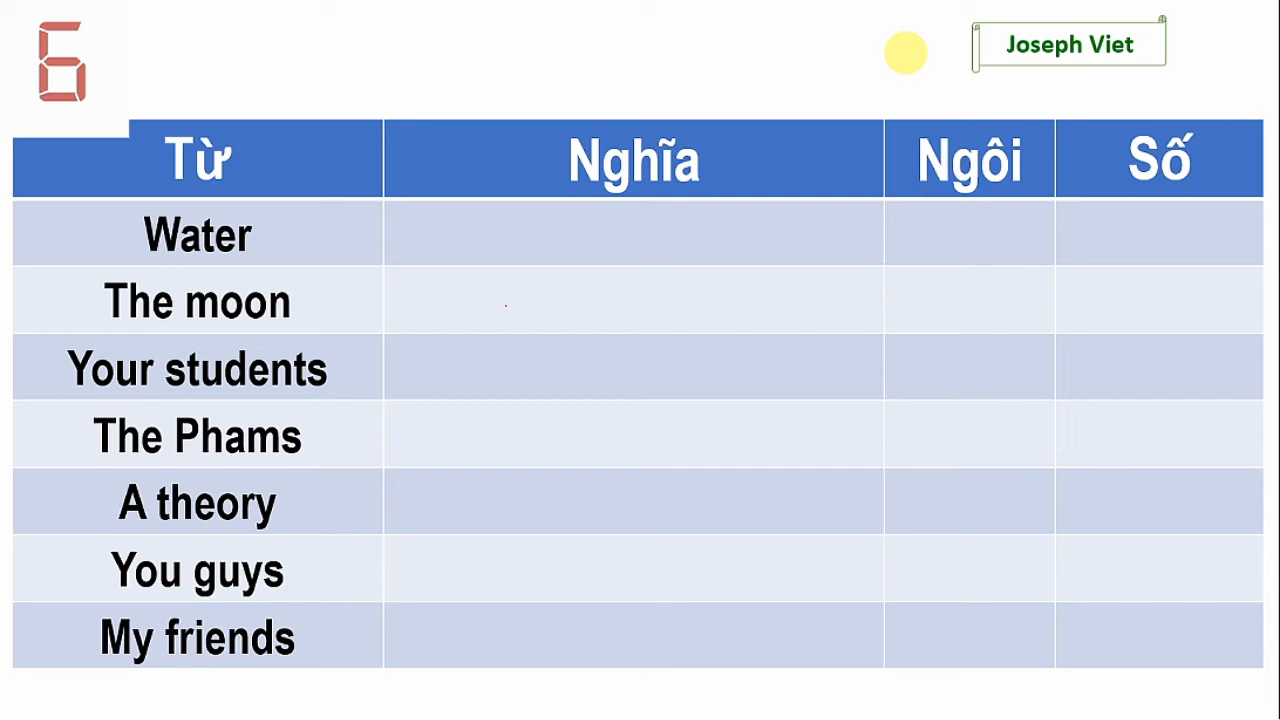 6
Joseph Viet
Từ Nghĩa Ngôi Số
Water
The moon
Your students
The Phams
A theory
You guys
My friends